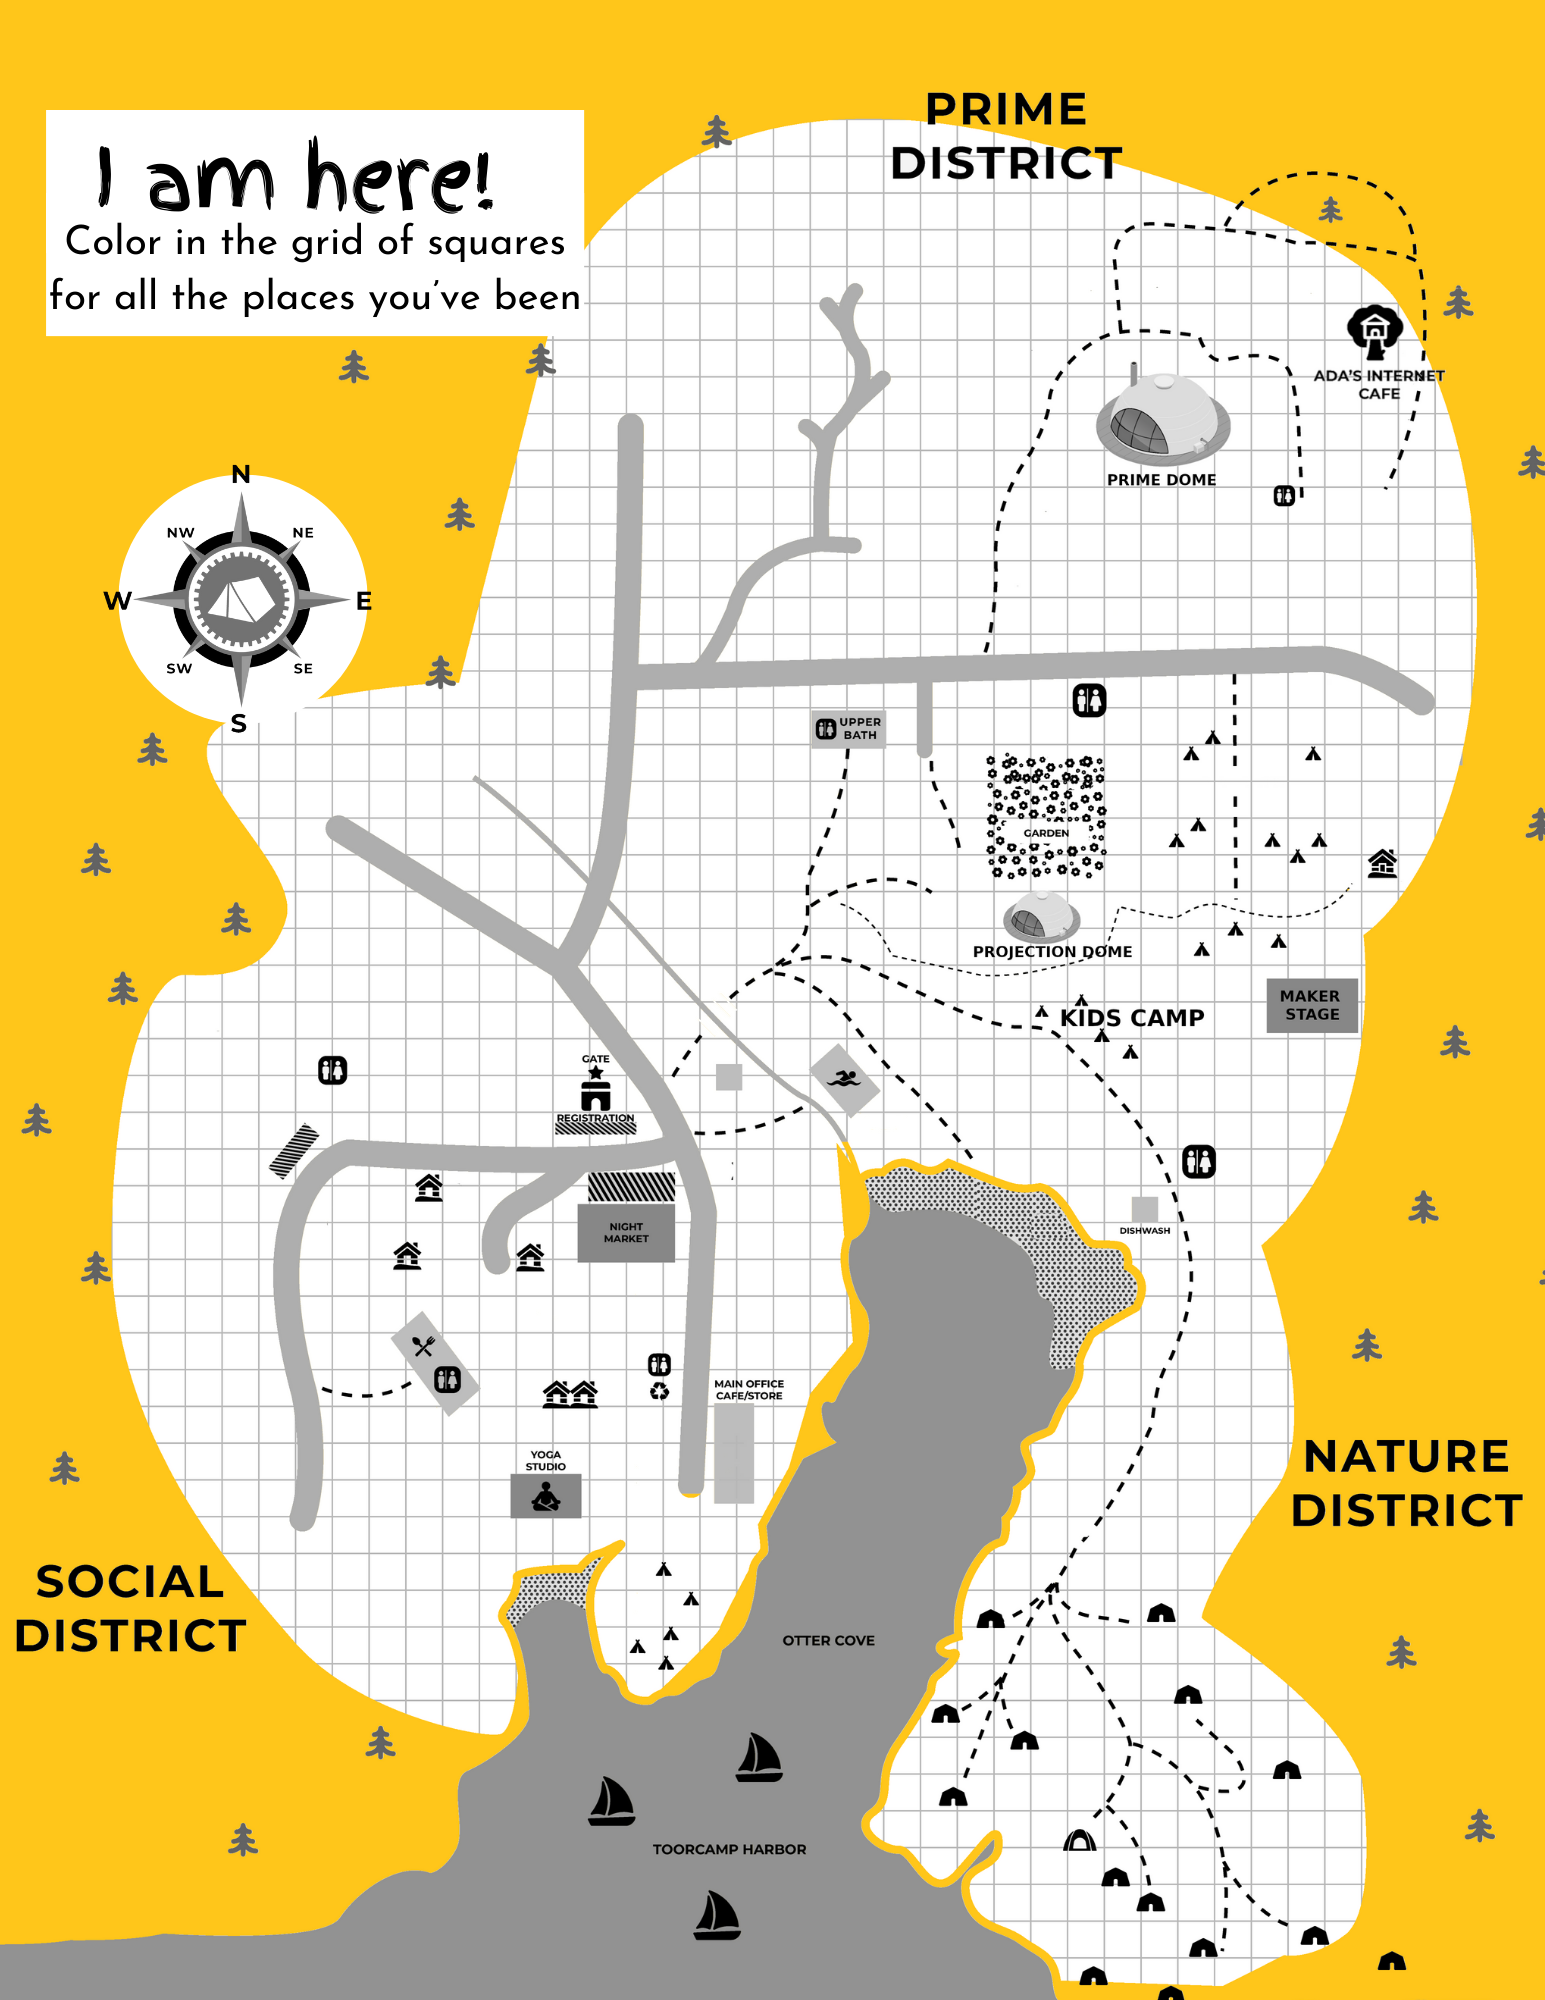 PRIME
DISTRICT
I am here!
Color in the grid of squares
for all the places you've been
ADA'S INTERNET
CAFE
PRIME DOME
N
NW
NE
W
E
SW
SE
S
UPPER
BATH
GARDEN
PROJECTION DOME
MAKER
STAGE
KIDS CAMP
GATE
REGISTRATION
NIGHT
MARKET
DISHWASH
MAIN OFFICE
CAFE/STORE
YOGA
STUDIO
NATURE
DISTRICT
SOCIAL
DISTRICT
OTTER COVE
TOORCAMP HARBOR